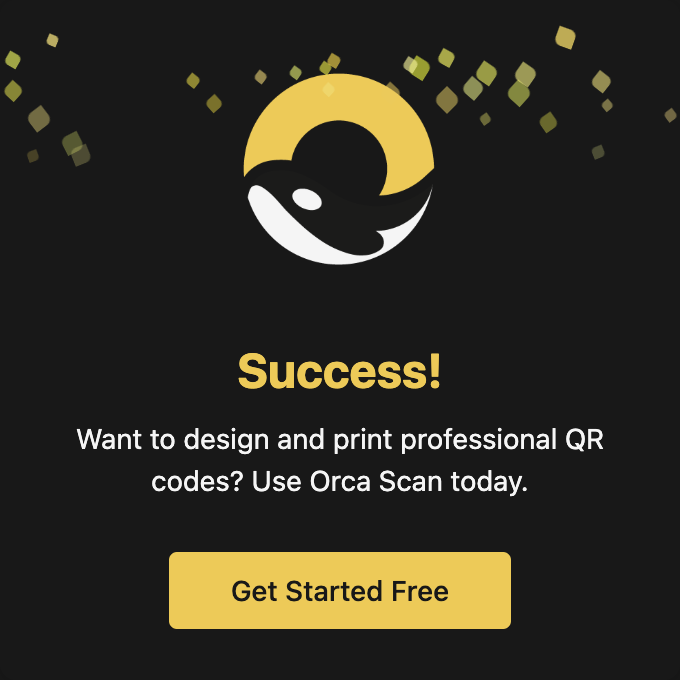 Success!
Want to design and print professional QR
codes? Use Orca Scan today.
Get Started Free